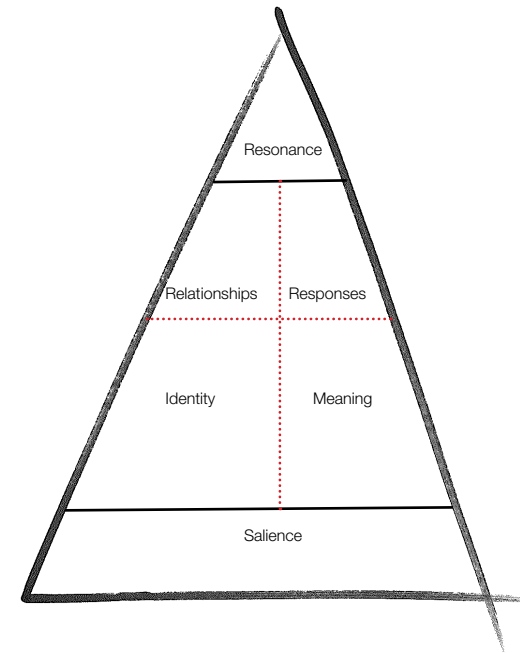 Resonance
Relationships
Responses
Identity
Meaning
Salience